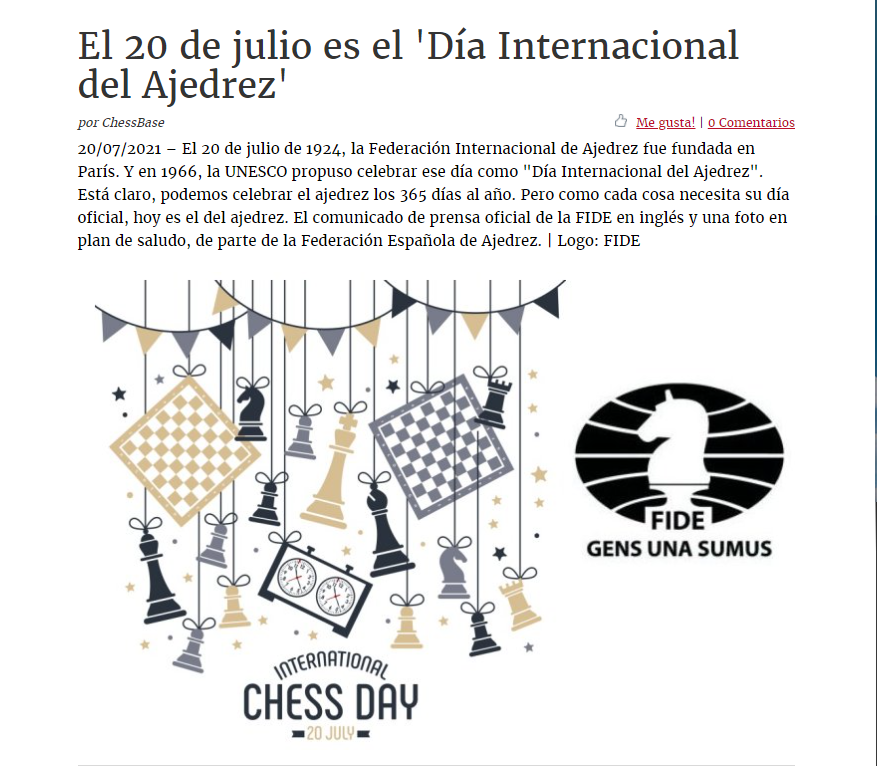 El 20 de julio es el 'Día Internacional
del Ajedrez'
por ChessBase
Me gusta! | 0 Comentarios
20/07/2021 – El 20 de julio de 1924, la Federación Internacional de Ajedrez fue fundada en
París. Y en 1966, la UNESCO propuso celebrar ese día como "Día Internacional del Ajedrez".
Está claro, podemos celebrar el ajedrez los 365 días al año. Pero como cada cosa necesita su día
oficial, hoy es el del ajedrez. El comunicado de prensa oficial de la FIDE en inglés y una foto en
plan de saludo, de parte de la Federación Española de Ajedrez. | Logo: FIDE
FIDE
GENS UNA SUMUS
INTERNATIONAL
CHESS DAY
20 JULY